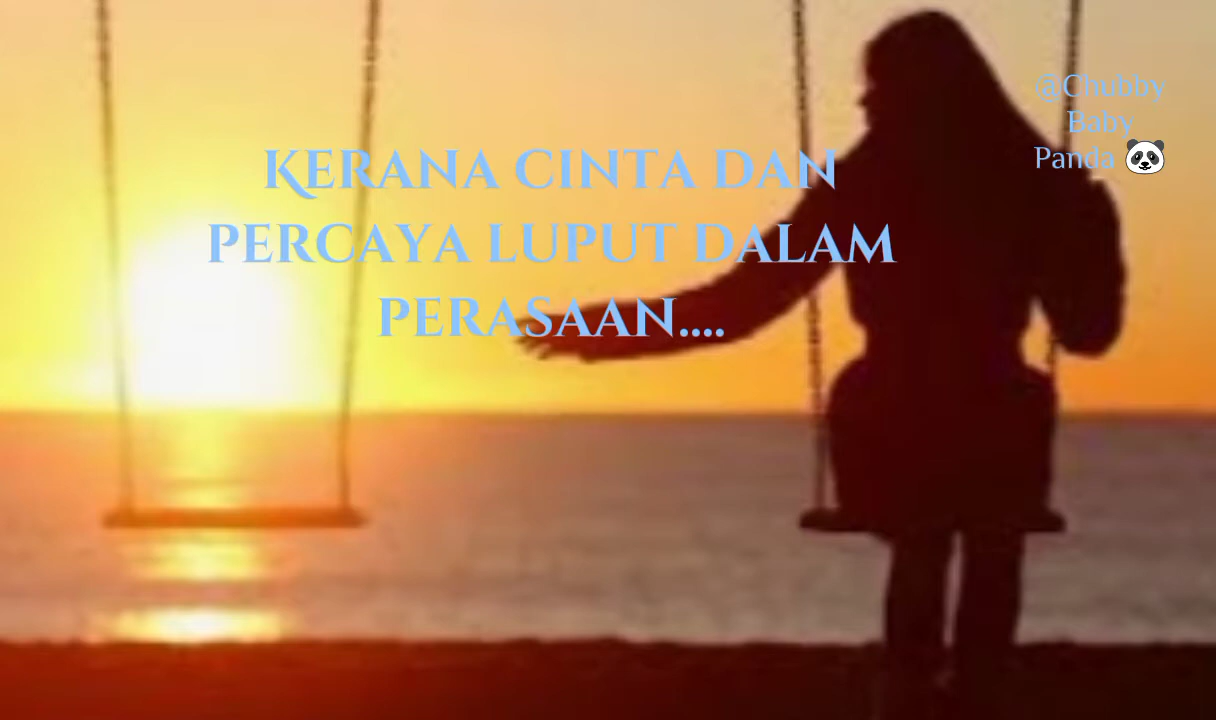 Kerana cinta dan
percaya luput dalam
perasaan....
@Chubby
Baby
Panda 🐼